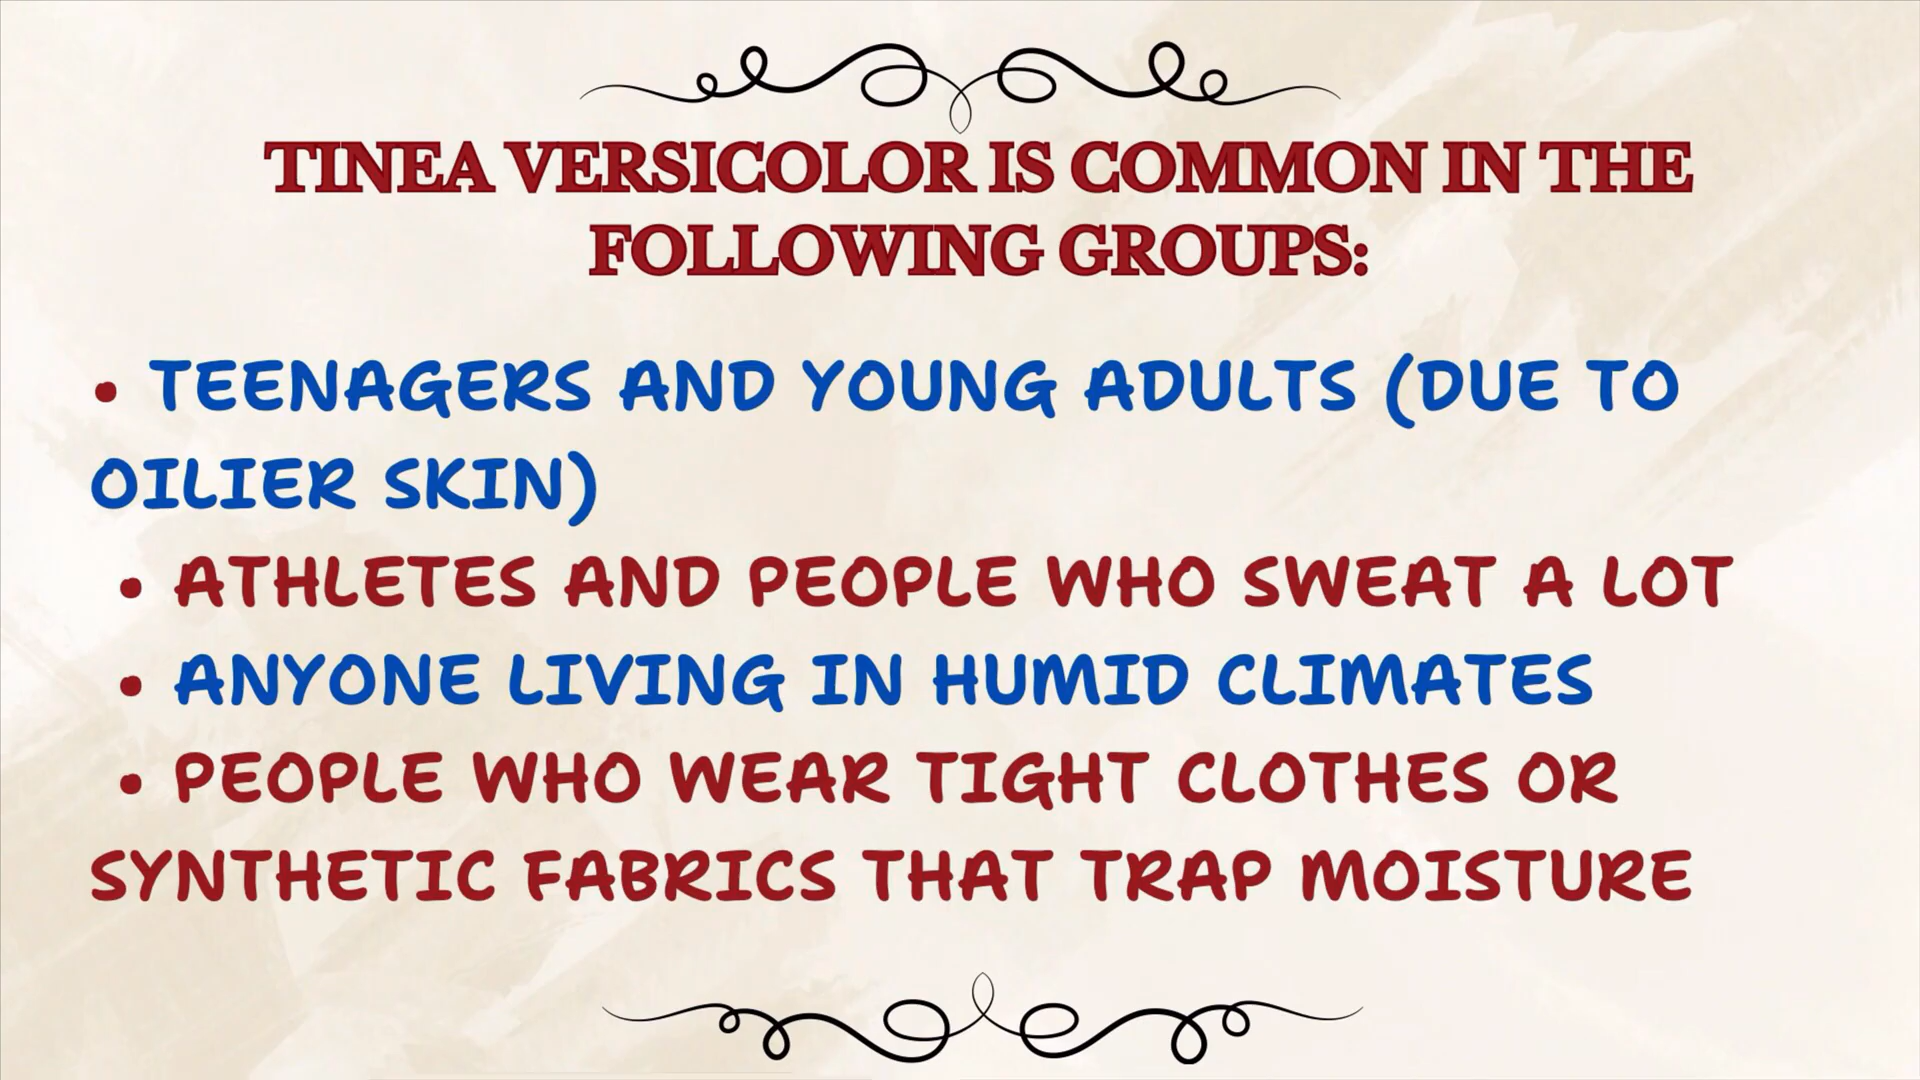 TINEA VERSICOLOR IS COMMON IN THE
FOLLOWING GROUPS:
• TEENAGERS AND YOUNG ADULTS (DUE TO
OILIER SKIN)
• ATHLETES AND PEOPLE WHO SWEAT A LOT
• ANYONE LIVING IN HUMID CLIMATES
• PEOPLE WHO WEAR TIGHT CLOTHES OR
SYNTHETIC FABRICS THAT TRAP MOISTURE